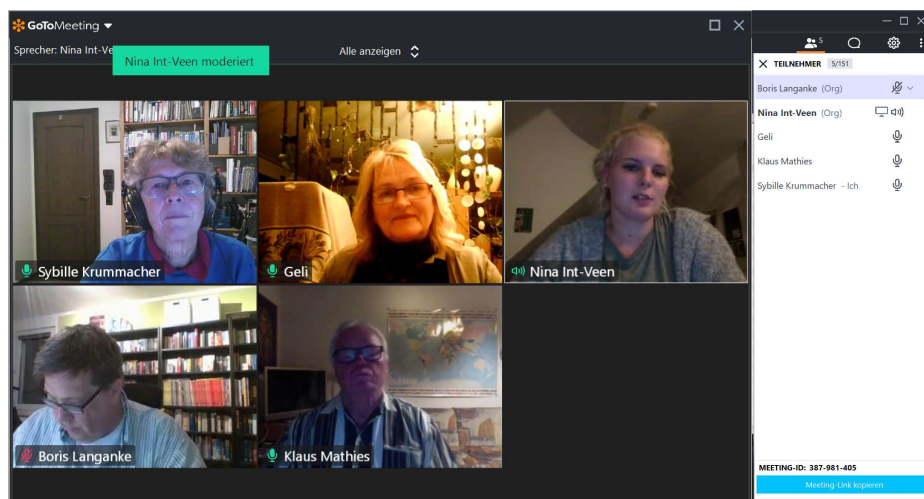 GoToMeeting
Sprecher: Nina Int-Ve
Nina Int-Veen moderiert
Alle anzeigen
Sybille Krummacher
Geli
Nina Int-Veen
Boris Langanke
Klaus Mathies
5
TEILNEHMER 5/151
Boris Langanke (Org)
Nina Int-Veen (Org)
Geli
Klaus Mathies
Sybille Krummacher - Ich
MEETING-ID: 387-981-405
Meeting-Link kopieren